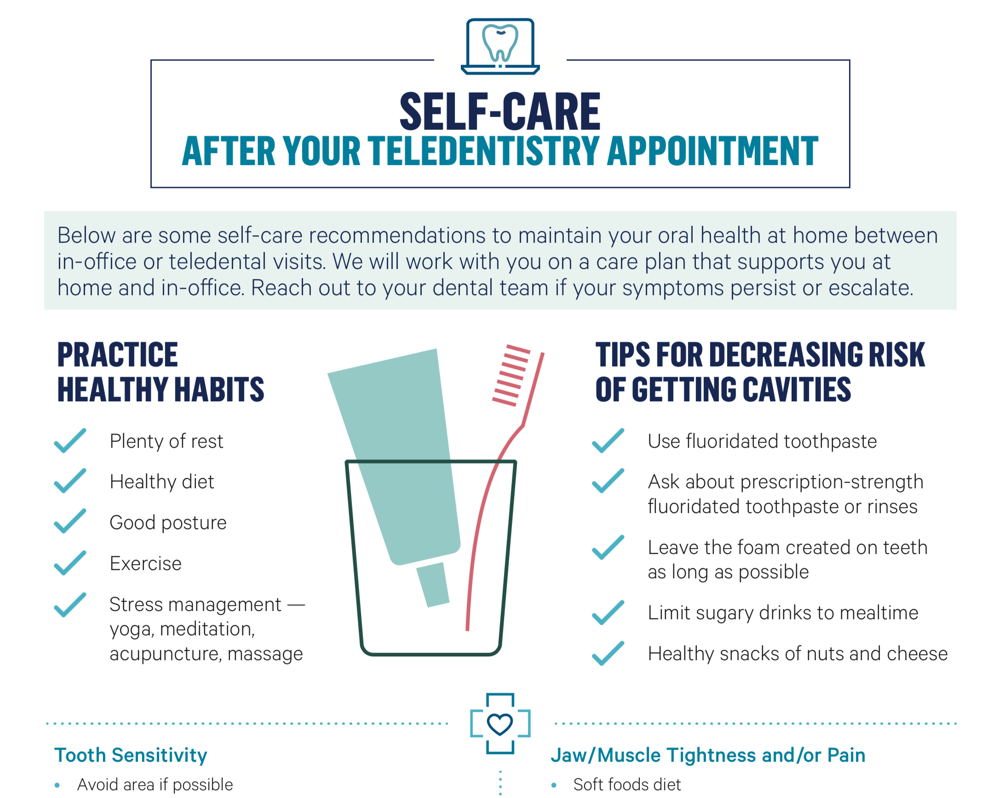 SELF-CARE
AFTER YOUR TELEDENTISTRY APPOINTMENT
Below are some self-care recommendations to maintain your oral health at home between
in-office or teledental visits. We will work with you on a care plan that supports you at
home and in-office. Reach out to your dental team if your symptoms persist or escalate.
PRACTICE
HEALTHY HABITS
Plenty of rest
Healthy diet
Good posture
Exercise
Stress management —
yoga, meditation,
acupuncture, massage
TIPS FOR DECREASING RISK
OF GETTING CAVITIES
Use fluoridated toothpaste
Ask about prescription-strength
fluoridated toothpaste or rinses
Leave the foam created on teeth
as long as possible
Limit sugary drinks to mealtime
Healthy snacks of nuts and cheese
Tooth Sensitivity
• Avoid area if possible
Jaw/Muscle Tightness and/or Pain
• Soft foods diet